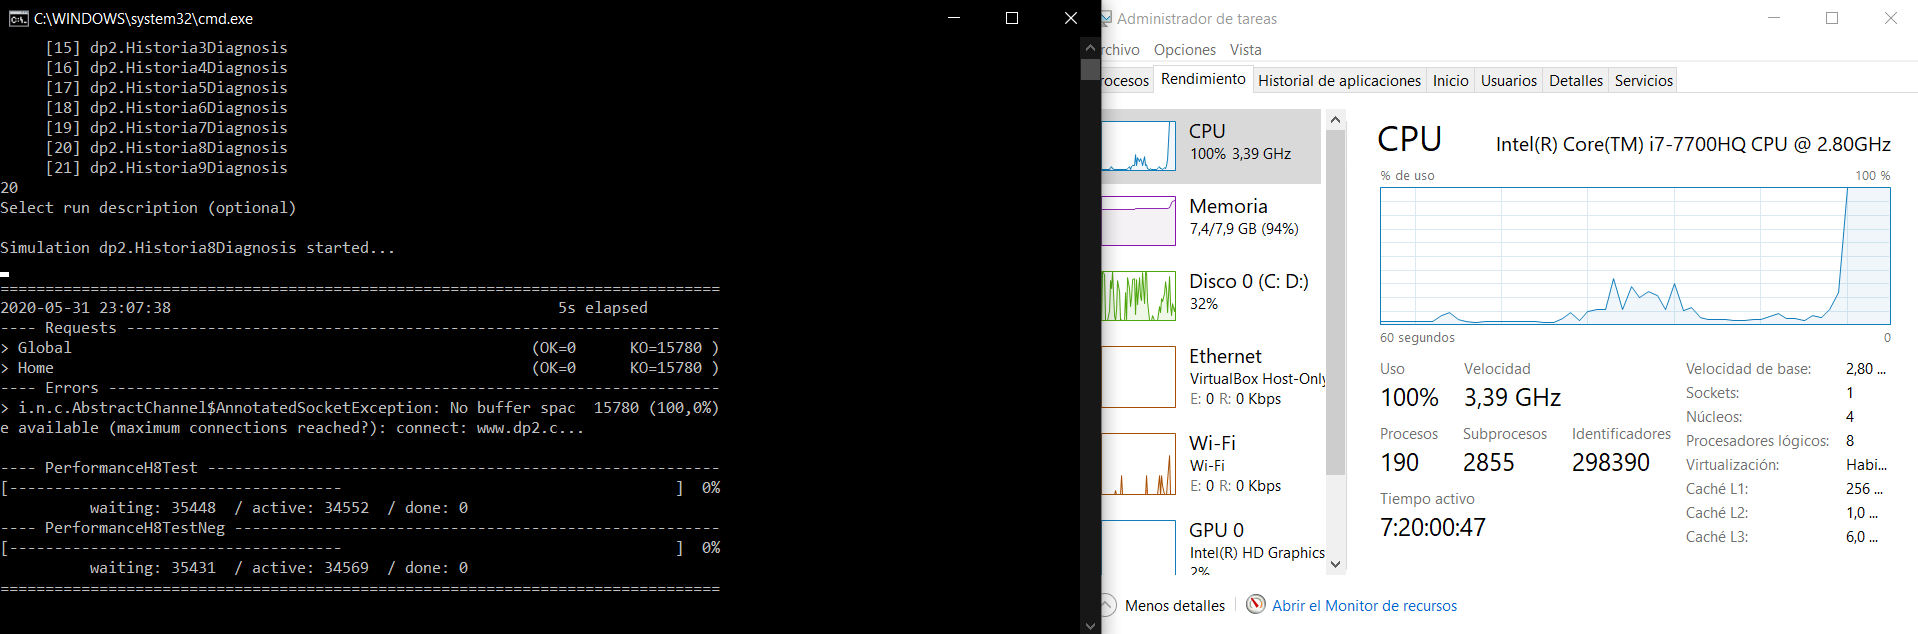 C:\WINDOWS\system32\cmd.exe
[15] dp2.Historia3Diagnosis
[16] dp2.Historia4Diagnosis
[17] dp2.Historia5Diagnosis
[18] dp2.Historia6Diagnosis
[19] dp2.Historia7Diagnosis
[20] dp2.Historia8Diagnosis
[21] dp2.Historia9Diagnosis
20
Select run description (optional)
Simulation dp2.Historia8Diagnosis started...
================================================================================
2020-05-31 23:07:38                                           5s elapsed
---- Requests ------------------------------------------------------------------
> Global                                                   (OK=0      KO=15780 )
> Home                                                     (OK=0      KO=15780 )
---- Errors --------------------------------------------------------------------
> i.n.c.AbstractChannel$AnnotatedSocketException: No buffer spac  15780 (100,0%)
e available (maximum connections reached?): connect: www.dp2.c...
---- PerformanceH8Test ---------------------------------------------------------
[-------------------------------------                                     ]  0%
waiting: 35448  / active: 34552  / done: 0
---- PerformanceH8TestNeg ------------------------------------------------------
[-------------------------------------                                     ]  0%
waiting: 35431  / active: 34569  / done: 0
================================================================================
Administrador de tareas
rchivo Opciones Vista
rocesos Rendimiento Historial de aplicaciones Inicio Usuarios Detalles Servicios
CPU
100% 3,39 GHz
Memoria
7,4/7,9 GB (94%)
Disco 0 (C: D:)
32%
Ethernet
VirtualBox Host-Only
E: 0 R: 0 Kbps
Wi-Fi
Wi-Fi
E: 0 R: 0 Kbps
GPU 0
Intel(R) HD Graphics
2%
CPU Intel(R) Core(TM) i7-7700HQ CPU @ 2.80GHz
% de uso 100 %
60 segundos 0
Uso Velocidad
100% 3,39 GHz
Procesos Subprocesos Identificadores
190 2855 298390
Tiempo activo
7:20:00:47
Velocidad de base: 2,80 ...
Sockets: 1
Núcleos: 4
Procesadores lógicos: 8
Virtualización: Habi...
Caché L1: 256 ...
Caché L2: 1,0 ...
Caché L3: 6,0 ...
Menos detalles Abrir el Monitor de recursos